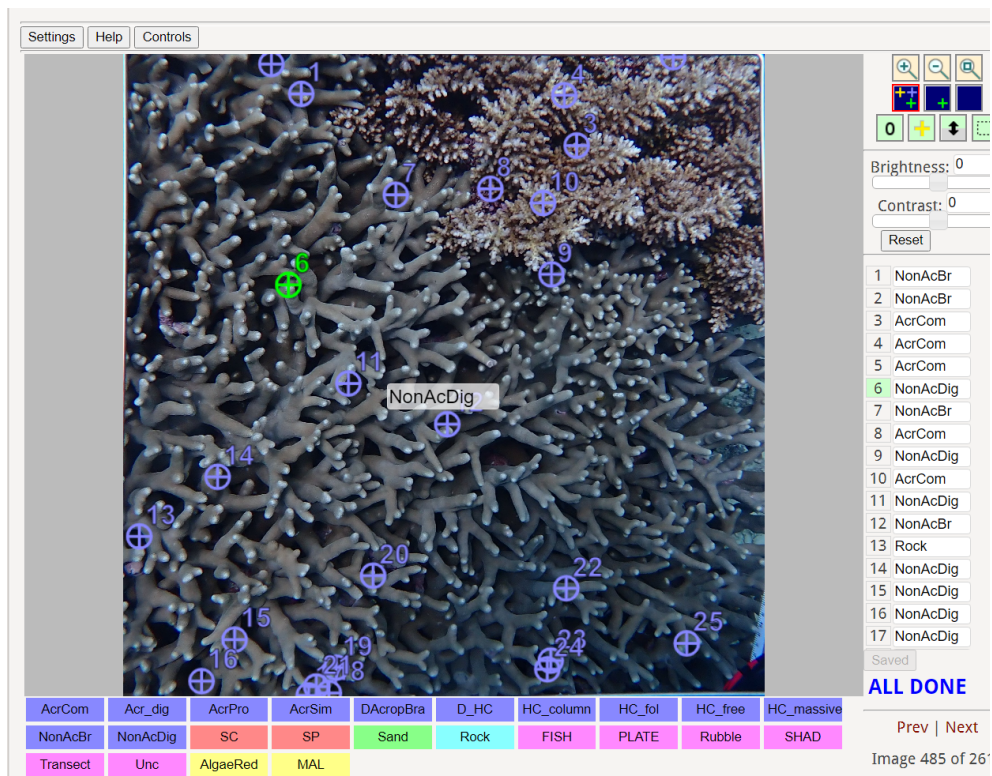 Settings Help Controls
1
4
3
7 8 10
9
6
Brightness: 0
Contrast: 0
Reset
11
NonAcDig
14
13
20 22
15 23 25
16 19 24
21 18
0
1 NonAcBr
2 NonAcBr
3 AcrCom
4 AcrCom
5 AcrCom
6 NonAcDig
7 NonAcBr
8 AcrCom
9 NonAcDig
10 AcrCom
11 NonAcDig
12 NonAcBr
13 Rock
14 NonAcDig
15 NonAcDig
16 NonAcDig
17 NonAcDig
Saved
ALL DONE
Prev | Next
Image 485 of 261
AcrCom Acr_dig AcrPro AcrSim DAcropBra D_HC HC_column HC_fol HC_free HC_massive
NonAcBr NonAcDig SC SP Sand Rock FISH PLATE Rubble SHAD
Transect Unc AlgaeRed MAL